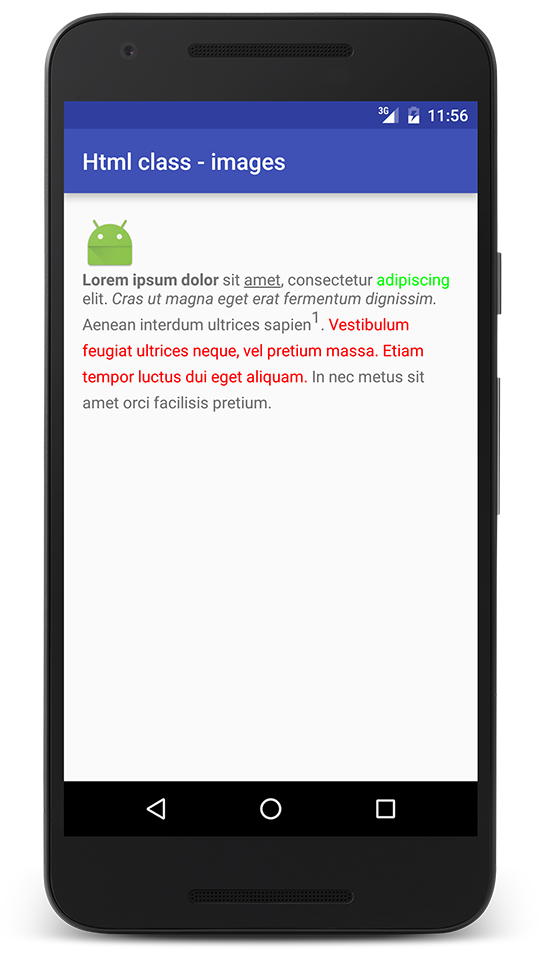 3G 11:56
Html class - images
Lorem ipsum dolor sit amet, consectetur adipiscing
elit. Cras ut magna eget erat fermentum dignissim.
Aenean interdum ultrices sapien1. Vestibulum
feugiat ultrices neque, vel pretium massa. Etiam
tempor luctus dui eget aliquam. In nec metus sit
amet orci facilisis pretium.